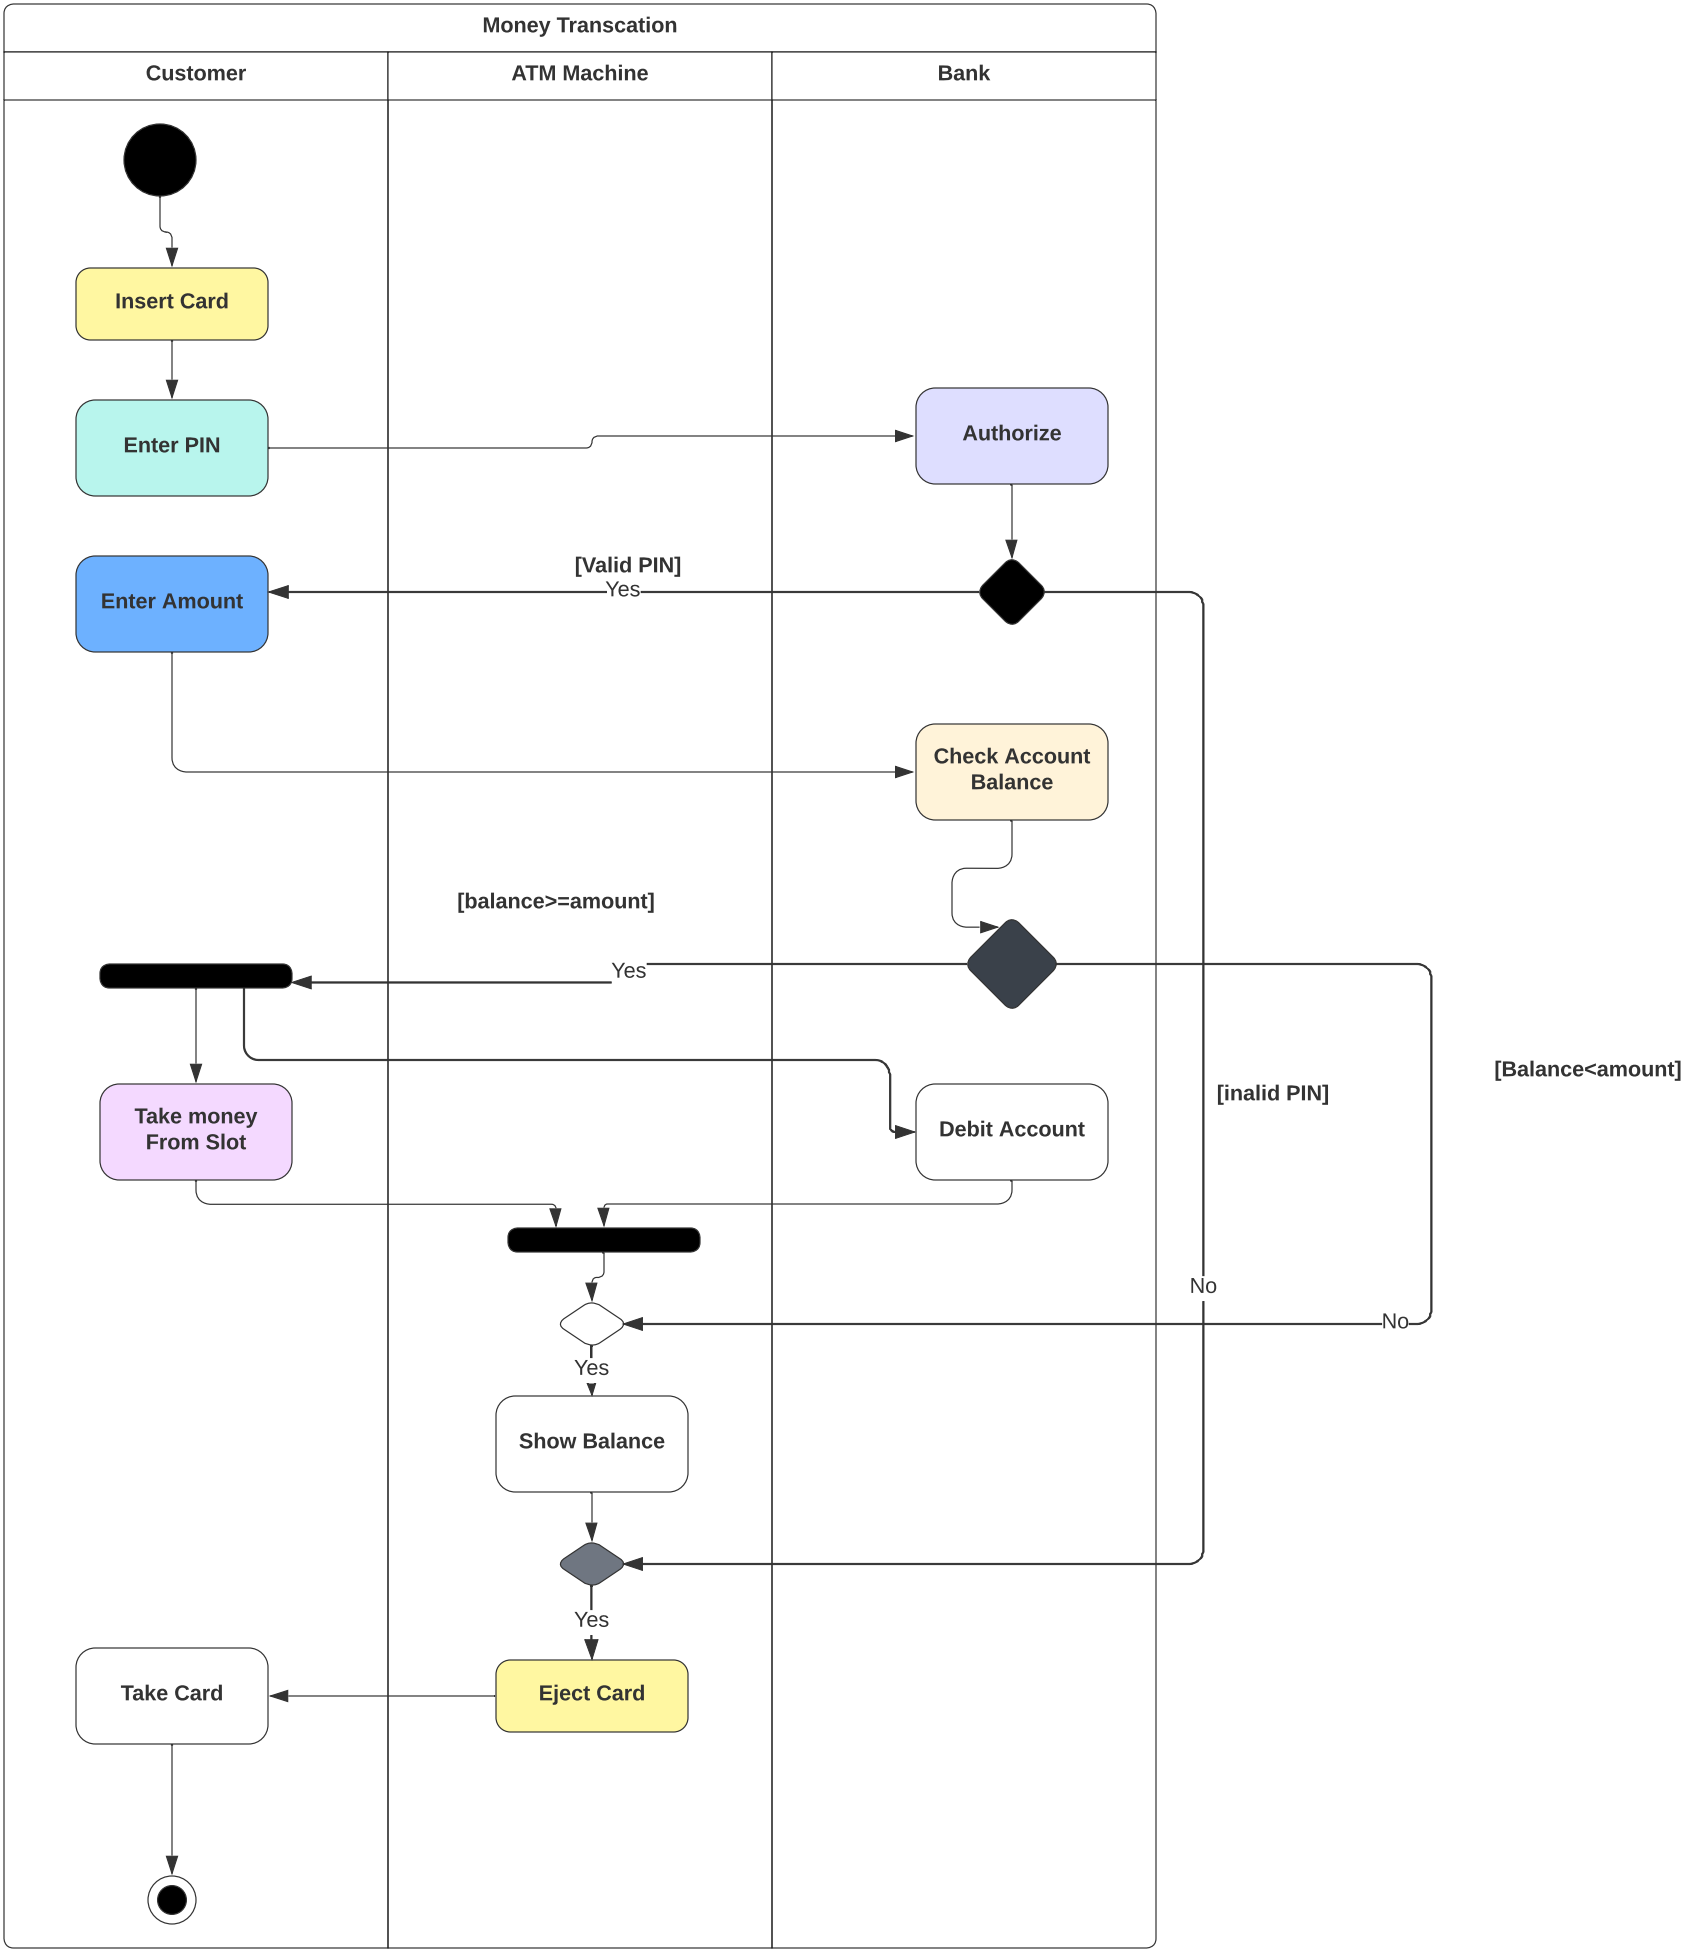 Money Transcation
Customer
ATM Machine
Bank
Insert Card
Enter PIN
Authorize
[Valid PIN]
Yes
Enter Amount
Check Account
Balance
[balance>=amount]
Yes
[Balance<amount]
[inalid PIN]
Take money
From Slot
Debit Account
No
No
Yes
Show Balance
Yes
Take Card
Eject Card